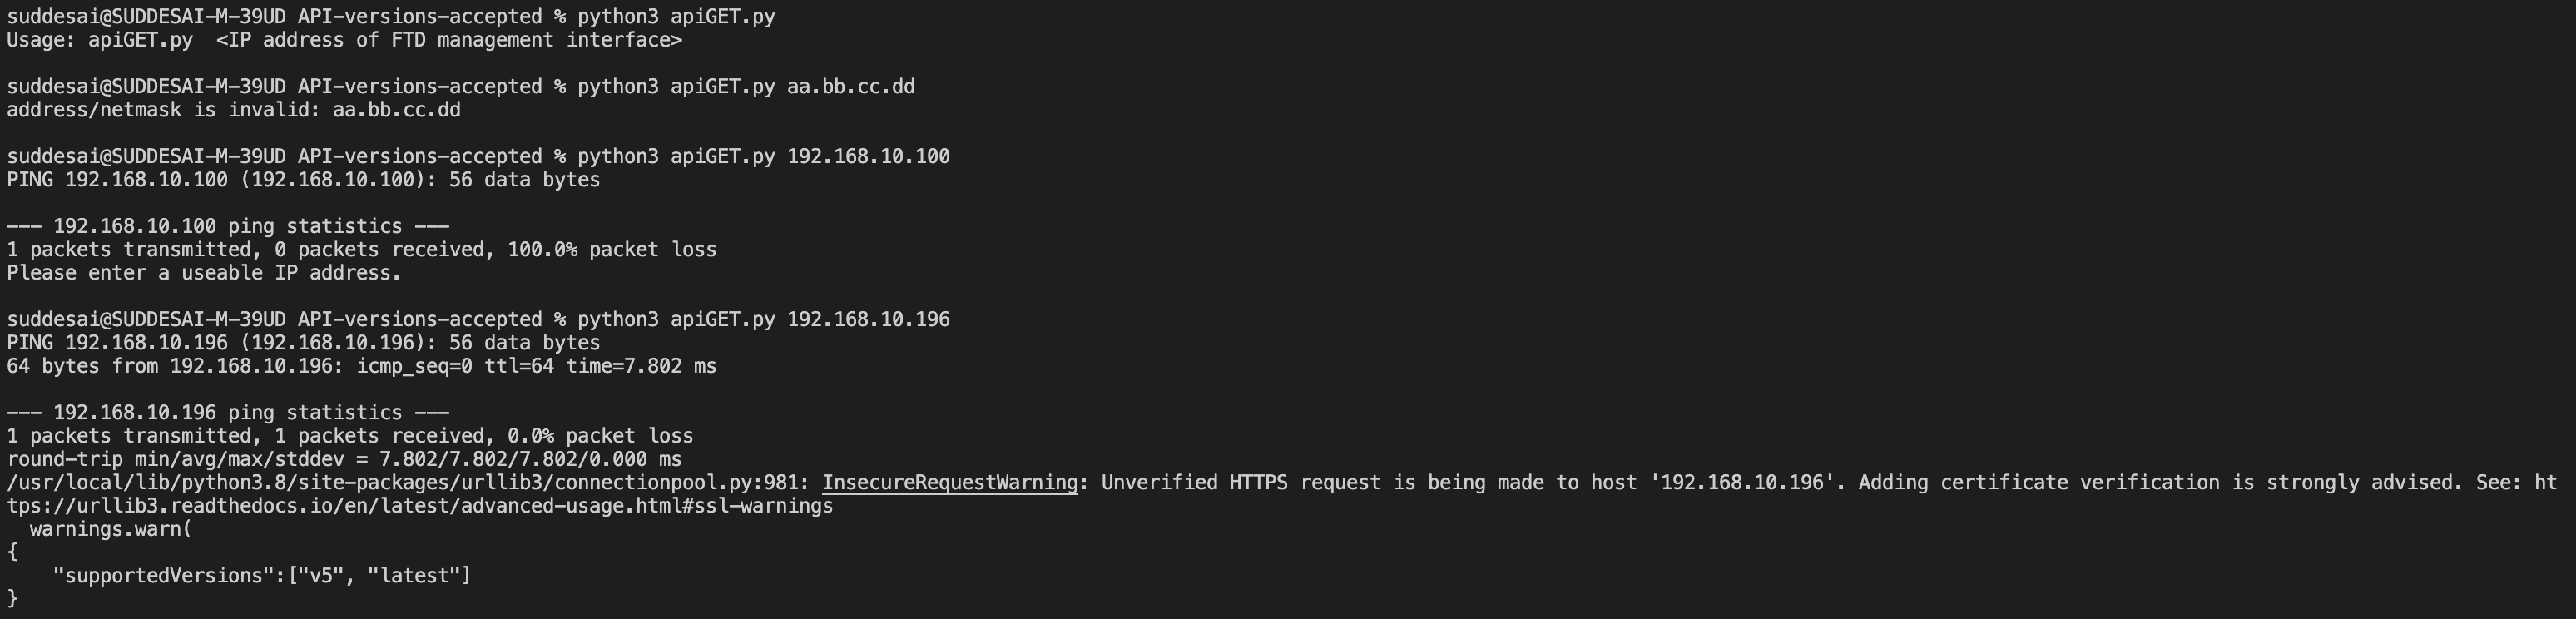 suddesai@SUDDESAI-M-39UD API-versions-accepted % python3 apiGET.py
Usage: apiGET.py  <IP address of FTD management interface>
suddesai@SUDDESAI-M-39UD API-versions-accepted % python3 apiGET.py aa.bb.cc.dd
address/netmask is invalid: aa.bb.cc.dd
suddesai@SUDDESAI-M-39UD API-versions-accepted % python3 apiGET.py 192.168.10.100
PING 192.168.10.100 (192.168.10.100): 56 data bytes
--- 192.168.10.100 ping statistics ---
1 packets transmitted, 0 packets received, 100.0% packet loss
Please enter a useable IP address.
suddesai@SUDDESAI-M-39UD API-versions-accepted % python3 apiGET.py 192.168.10.196
PING 192.168.10.196 (192.168.10.196): 56 data bytes
64 bytes from 192.168.10.196: icmp_seq=0 ttl=64 time=7.802 ms
--- 192.168.10.196 ping statistics ---
1 packets transmitted, 1 packets received, 0.0% packet loss
round-trip min/avg/max/stddev = 7.802/7.802/7.802/0.000 ms
/usr/local/lib/python3.8/site-packages/urllib3/connectionpool.py:981: InsecureRequestWarning: Unverified HTTPS request is being made to host '192.168.10.196'. Adding certificate verification is strongly advised. See: ht
tps://urllib3.readthedocs.io/en/latest/advanced-usage.html#ssl-warnings
  warnings.warn(
{
    "supportedVersions":["v5", "latest"]
}